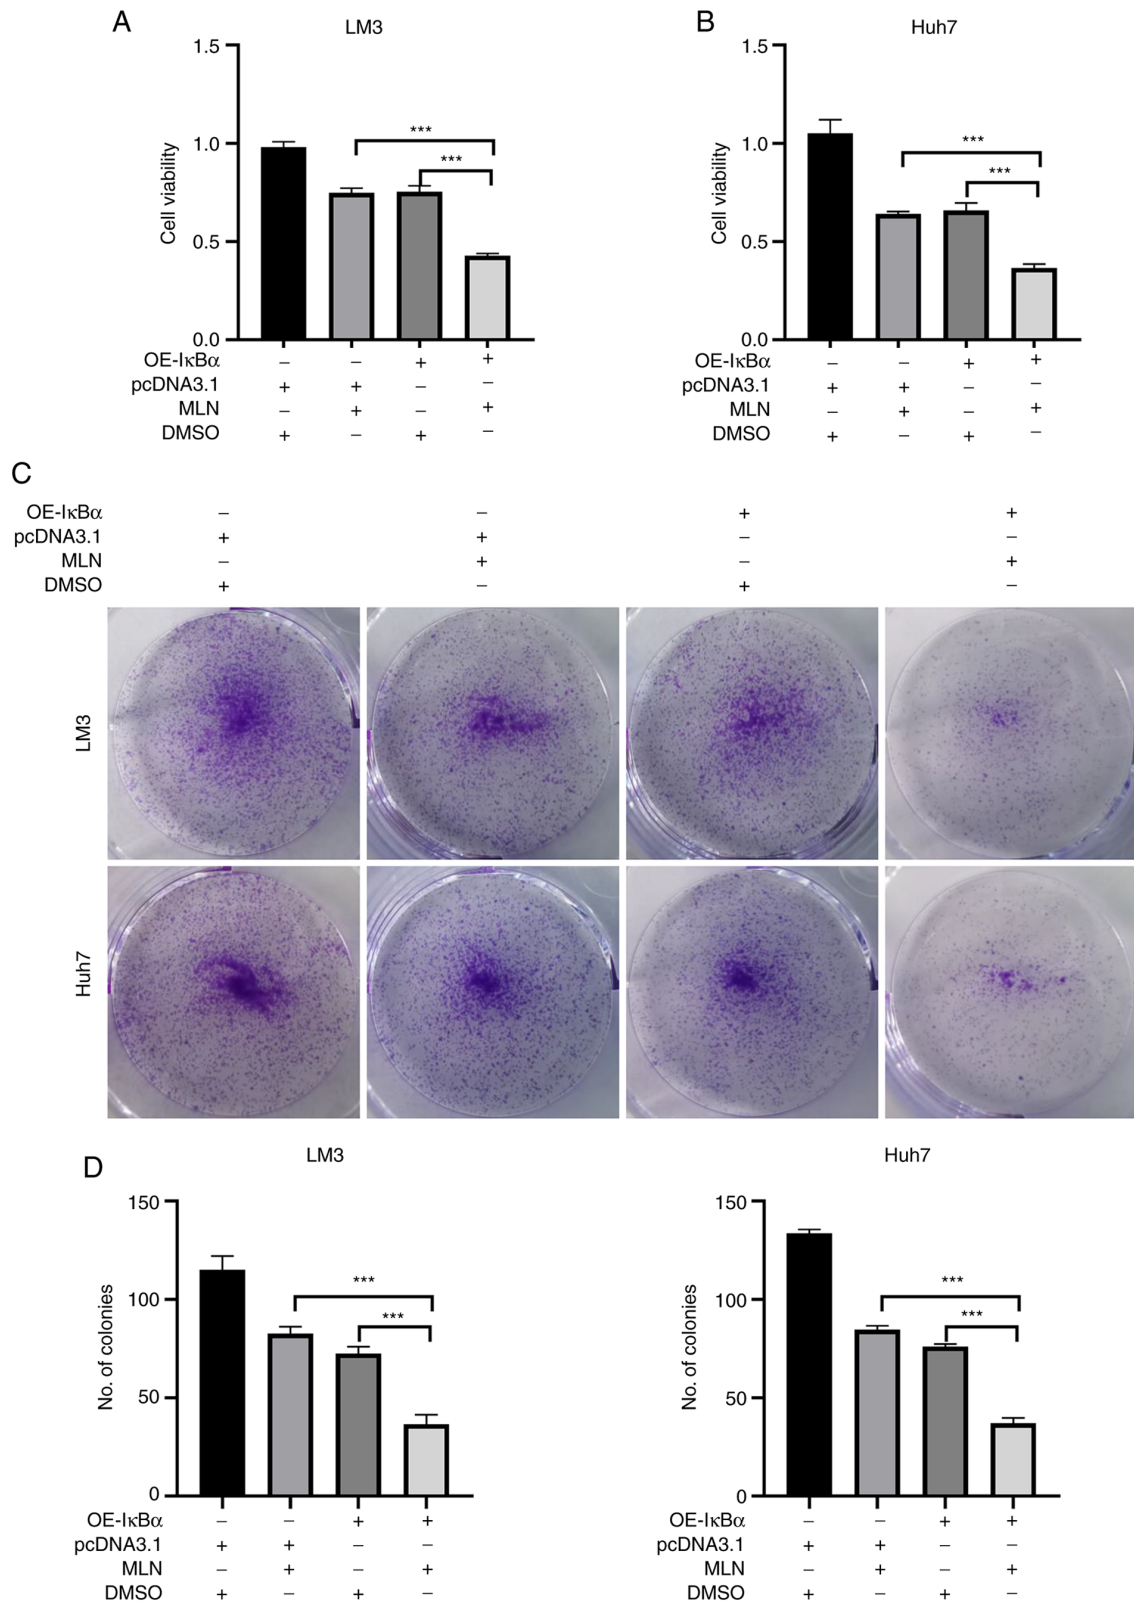 A
LM3
Cell viability
1.5
1.0
0.5
0.0
***
***
OE-IκBα – – + +
pcDNA3.1 + + – –
MLN – + – +
DMSO + – + –
B
Huh7
Cell viability
1.5
1.0
0.5
0.0
***
***
OE-IκBα – – + +
pcDNA3.1 + + – –
MLN – + – +
DMSO + – + –
C
OE-IκBα – – + +
pcDNA3.1 + + – –
MLN – + – +
DMSO + – + –
LM3
Huh7
D
LM3
No. of colonies
150
100
50
0
***
***
OE-IκBα – – + +
pcDNA3.1 + + – –
MLN – + – +
DMSO + – + –
Huh7
No. of colonies
150
100
50
0
***
***
OE-IκBα – – + +
pcDNA3.1 + + – –
MLN – + – +
DMSO + – + –